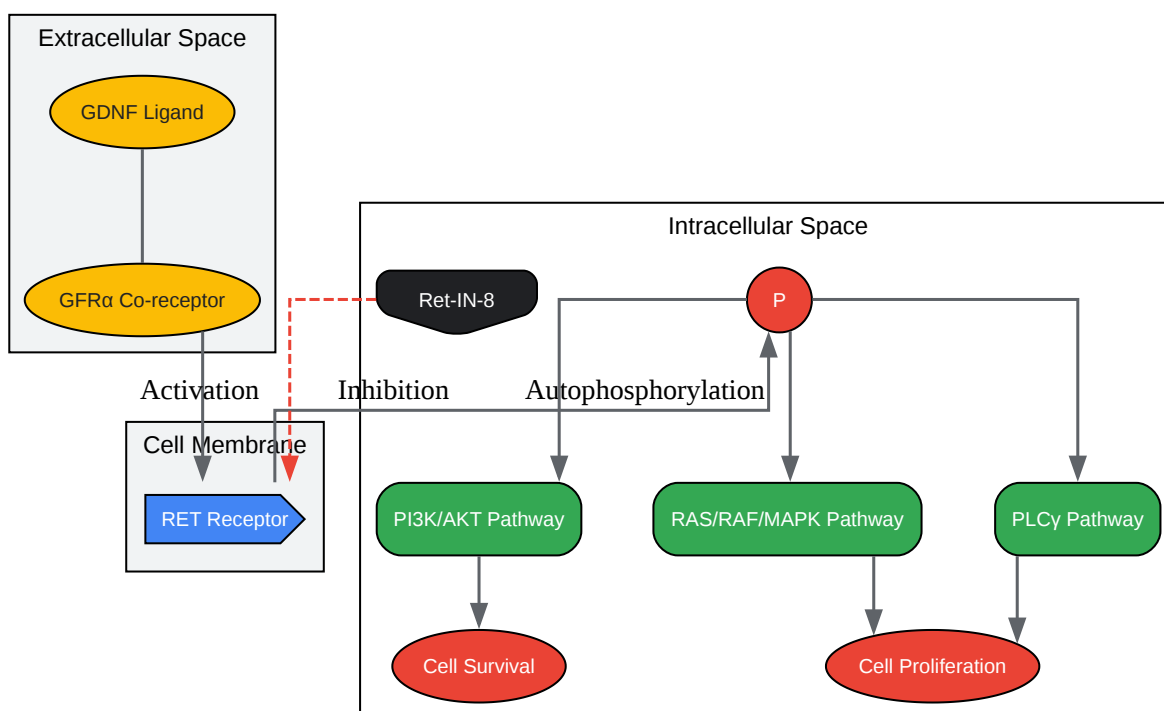 Extracellular Space
GDNF Ligand
GFRα Co-receptor
Intracellular Space
Ret-IN-8
P
Activation
Inhibition
Autophosphorylation
Cell Membrane
RET Receptor
PI3K/AKT Pathway
RAS/RAF/MAPK Pathway
PLCγ Pathway
Cell Survival
Cell Proliferation